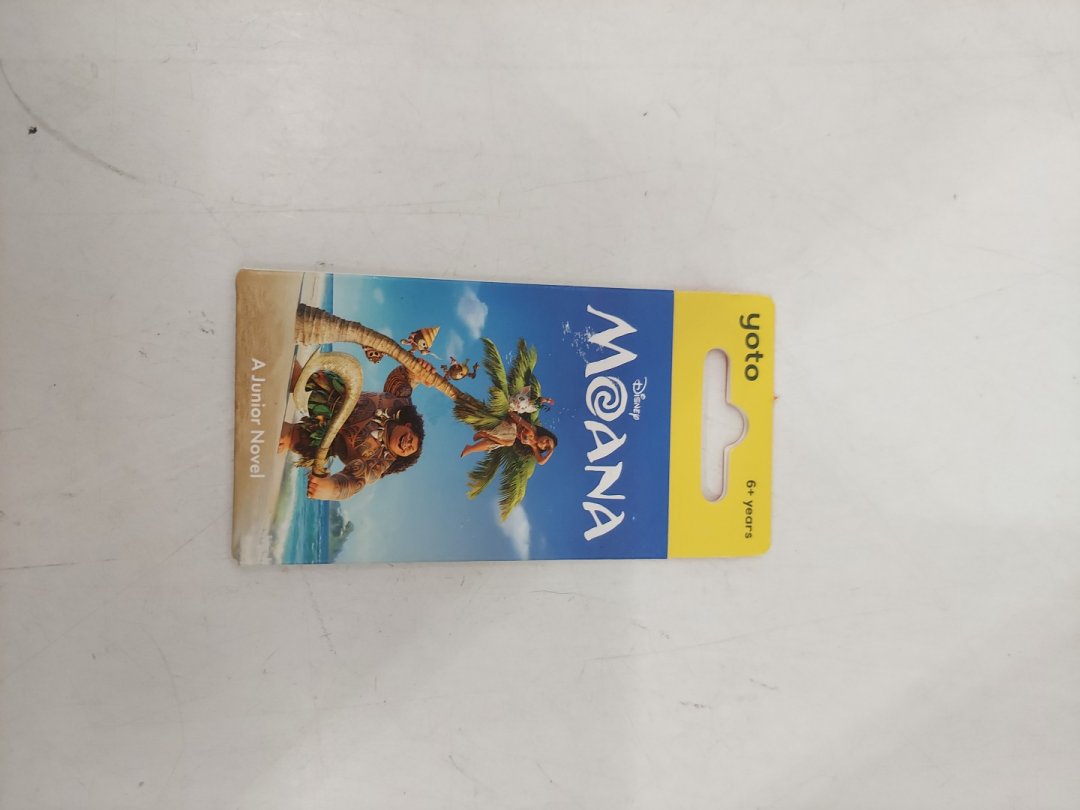 yoto
6+ years
Disney
MOANA
A Junior Novel